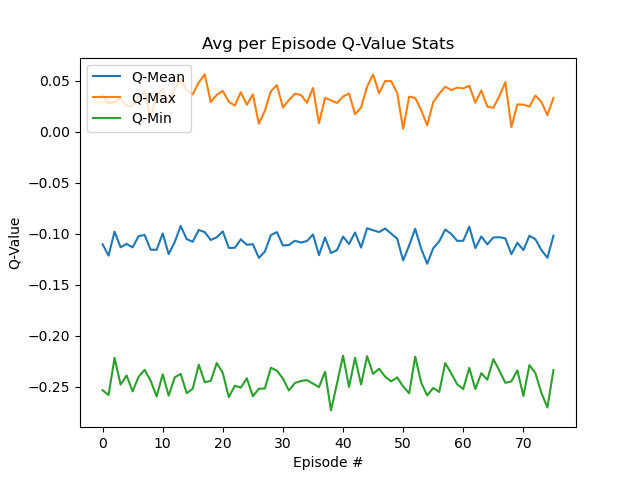 Avg per Episode Q-Value Stats
Q-Mean
Q-Max
Q-Min
Q-Value
0.05
0.00
−0.05
−0.10
−0.15
−0.20
−0.25
0 10 20 30 40 50 60 70
Episode #